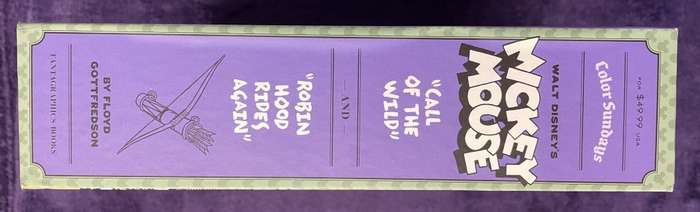 FOR $49.99 USA
Color Sundays
WALT DISNEY'S
MICKEY
MOUSE
"CALL
OF THE
WILD"
— AND —
"ROBIN
HOOD
RIDES
AGAIN"
BY FLOYD
GOTTFREDSON
FANTAGRAPHICS BOOKS